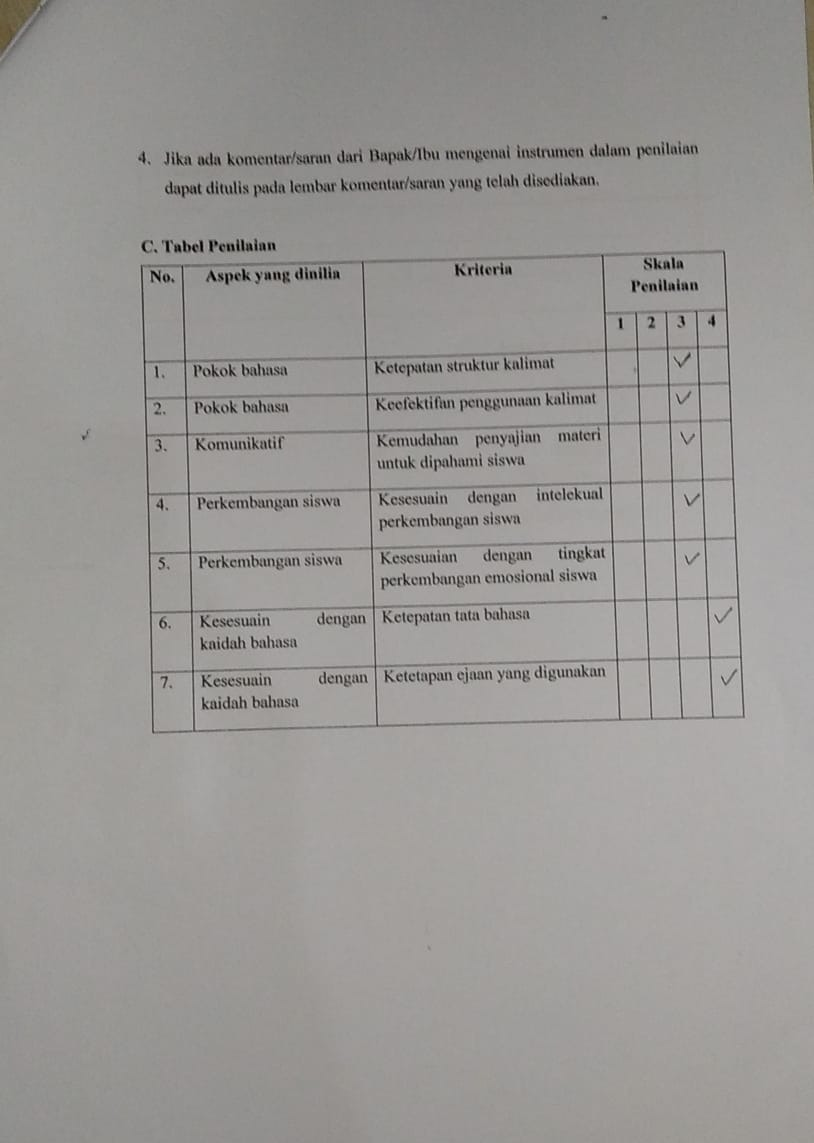 4. Jika ada komentar/saran dari Bapak/Ibu mengenai instrumen dalam penilaian
dapat ditulis pada lembar komentar/saran yang telah disediakan.
C. Tabel Penilaian
No. Aspek yang dinilia Kriteria Skala
Penilaian
1 2 3 4
1. Pokok bahasa Ketepatan struktur kalimat ✓
2. Pokok bahasa Keefektifan penggunaan kalimat ✓
3. Komunikatif Kemudahan penyajian materi ✓
untuk dipahami siswa
4. Perkembangan siswa Kesesuain dengan intelekual ✓
perkembangan siswa
5. Perkembangan siswa Kesesuaian dengan tingkat ✓
perkembangan emosional siswa
6. Kesesuain dengan Ketepatan tata bahasa ✓
kaidah bahasa
7. Kesesuain dengan Ketetapan ejaan yang digunakan ✓
kaidah bahasa